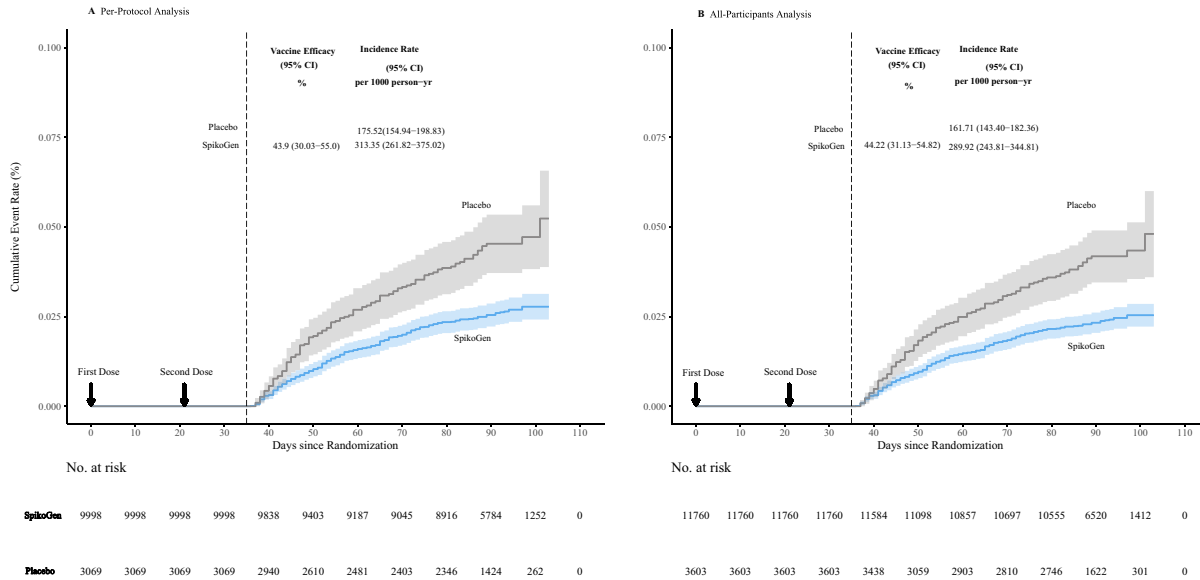 A Per-Protocol Analysis
0.100
0.075
0.050
0.025
0.000
Cumulative Event Rate (%)
Vaccine Efficacy
(95% CI)
%
Incidence Rate
(95% CI)
per 1000 person−yr
Placebo
175.52(154.94−198.83)
SpikoGen 43.9 (30.03−55.0) 313.35 (261.82−375.02)
Placebo
SpikoGen
First Dose Second Dose
0 10 20 30 40 50 60 70 80 90 100 110
Days since Randomization
No. at risk
SpikoGen 9998 9998 9998 9998 9838 9403 9187 9045 8916 5784 1252 0
Placebo 3069 3069 3069 3069 2940 2610 2481 2403 2346 1424 262 0
B All-Participants Analysis
0.100
0.075
0.050
0.025
0.000
Vaccine Efficacy
(95% CI)
%
Incidence Rate
(95% CI)
per 1000 person−yr
Placebo
161.71 (143.40−182.36)
SpikoGen 44.22 (31.13−54.82) 289.92 (243.81−344.81)
Placebo
SpikoGen
First Dose Second Dose
0 10 20 30 40 50 60 70 80 90 100 110
Days since Randomization
No. at risk
11760 11760 11760 11760 11584 11098 10857 10697 10555 6520 1412 0
3603 3603 3603 3603 3438 3059 2903 2810 2746 1622 301 0